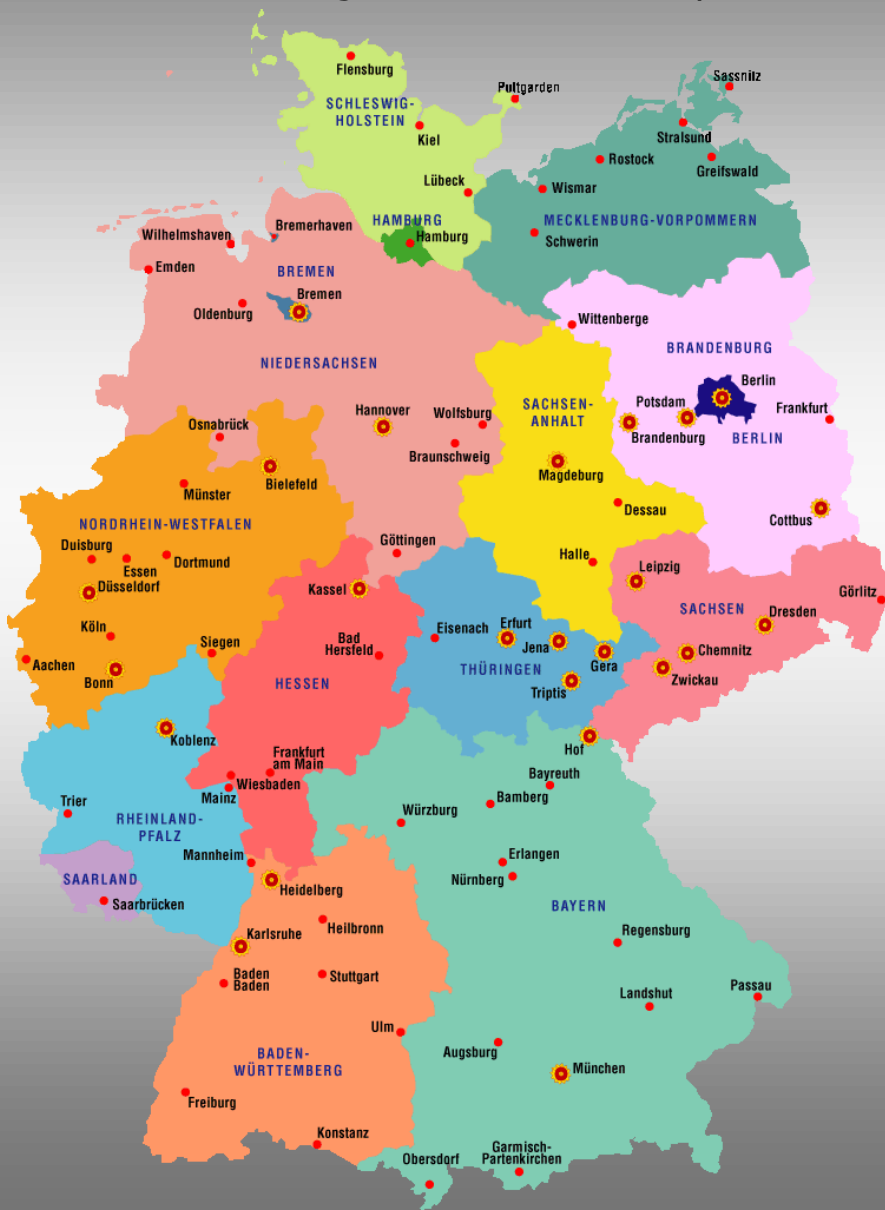 Flensburg
Sassnitz
Puttgarden
SCHLESWIG-
HOLSTEIN
Stralsund
Kiel
Rostock
Greifswald
Lübeck
Wismar
HAMBURG
MECKLENBURG-VORPOMMERN
Bremerhaven
Wilhelmshaven
Hamburg
Schwerin
Emden
BREMEN
Bremen
Oldenburg
Wittenberge
BRANDENBURG
NIEDERSACHSEN
Berlin
Potsdam
SACHSEN-
ANHALT
Hannover
Wolfsburg
Frankfurt
Osnabrück
Brandenburg
BERLIN
Braunschweig
Magdeburg
Bielefeld
Münster
Dessau
Cottbus
NORDRHEIN-WESTFALEN
Duisburg
Göttingen
Halle
Dortmund
Essen
Leipzig
Düsseldorf
Kassel
Görlitz
SACHSEN
Dresden
Köln
Eisenach
Erfurt
Bad
Hersfeld
Siegen
Jena
Chemnitz
Aachen
THÜRINGEN
Gera
Bonn
HESSEN
Zwickau
Triptis
Koblenz
Hof
Frankfurt
am Main
Bayreuth
Wiesbaden
Mainz
Bamberg
Trier
Würzburg
RHEINLAND-
PFALZ
Mannheim
Erlangen
SAARLAND
Nürnberg
Heidelberg
Saarbrücken
BAYERN
Heilbronn
Karlsruhe
Regensburg
Baden
Baden
Stuttgart
Landshut
Passau
Ulm
Augsburg
BADEN-
WÜRTTEMBERG
München
Freiburg
Konstanz
Garmisch-
Partenkirchen
Obersdorf